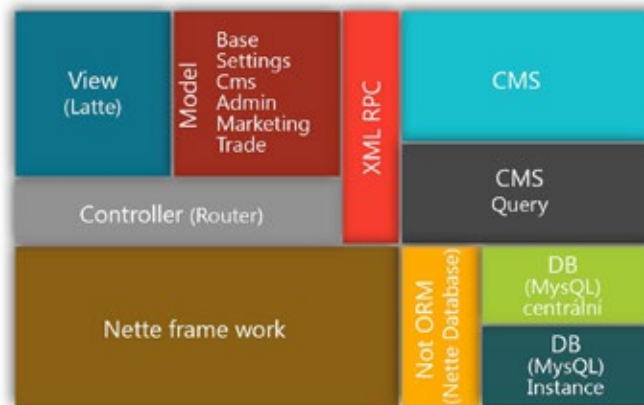 View
(Latte)
Model
Base
Settings
Cms
Admin
Marketing
Trade
XML RPC
CMS
Controller (Router)
CMS
Query
Nette frame work
Not ORM
(Nette Database)
DB
(MysQL)
centrální
DB
(MysQL)
Instance